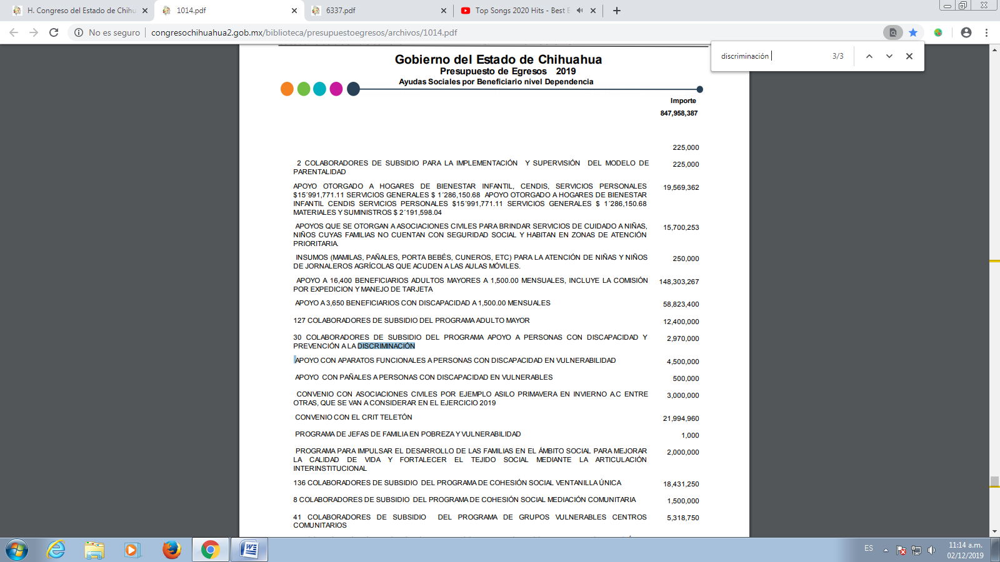 H. Congreso del Estado de Chihu
1014.pdf
6337.pdf
Top Songs 2020 Hits - Best E
No es seguro
congresochihuahua2.gob.mx/biblioteca/presupuestoegresos/archivos/1014.pdf
discriminación
3/3
Gobierno del Estado de Chihuahua
Presupuesto de Egresos 2019
Ayudas Sociales por Beneficiario nivel Dependencia
Importe
847,958,387
225,000
2 COLABORADORES DE SUBSIDIO PARA LA IMPLEMENTACIÓN Y SUPERVISIÓN DEL MODELO DE 225,000
PARENTALIDAD
APOYO OTORGADO A HOGARES DE BIENESTAR INFANTIL, CENDIS, SERVICIOS PERSONALES 19,569,362
$15´991,771.11 SERVICIOS GENERALES $ 1´286,150.68 APOYO OTORGADO A HOGARES DE BIENESTAR
INFANTIL CENDIS SERVICIOS PERSONALES $15´991,771.11 SERVICIOS GENERALES $ 1´286,150.68
MATERIALES Y SUMINISTROS $ 2´191,598.04
APOYOS QUE SE OTORGAN A ASOCIACIONES CIVILES PARA BRINDAR SERVICIOS DE CUIDADO A NIÑAS, 15,700,253
NIÑOS CUYAS FAMILIAS NO CUENTAN CON SEGURIDAD SOCIAL Y HABITAN EN ZONAS DE ATENCIÓN
PRIORITARIA.
INSUMOS (MAMILAS, PAÑALES, PORTA BEBÉS, CUNEROS, ETC) PARA LA ATENCIÓN DE NIÑAS Y NIÑOS 250,000
DE JORNALEROS AGRÍCOLAS QUE ACUDEN A LAS AULAS MÓVILES.
APOYO A 16,400 BENEFICIARIOS ADULTOS MAYORES A 1,500.00 MENSUALES, INCLUYE LA COMISIÓN 148,303,267
POR EXPEDICION Y MANEJO DE TARJETA
APOYO A 3,650 BENEFICIARIOS CON DISCAPACIDAD A 1,500.00 MENSUALES 58,823,400
127 COLABORADORES DE SUBSIDIO DEL PROGRAMA ADULTO MAYOR 12,400,000
30 COLABORADORES DE SUBSIDIO DEL PROGRAMA APOYO A PERSONAS CON DISCAPACIDAD Y 2,970,000
PREVENCIÓN A LA DISCRIMINACIÓN
APOYO CON APARATOS FUNCIONALES A PERSONAS CON DISCAPACIDAD EN VULNERABILIDAD 4,500,000
APOYO CON PAÑALES A PERSONAS CON DISCAPACIDAD EN VULNERABLES 500,000
CONVENIO CON ASOCIACIONES CIVILES POR EJEMPLO ASILO PRIMAVERA EN INVIERNO A.C ENTRE 3,000,000
OTRAS, QUE SE VAN A CONSIDERAR EN EL EJERCICIO 2019
CONVENIO CON EL CRIT TELETÓN 21,994,960
PROGRAMA DE JEFAS DE FAMILIA EN POBREZA Y VULNERABILIDAD 1,000
PROGRAMA PARA IMPULSAR EL DESARROLLO DE LAS FAMILIAS EN EL ÁMBITO SOCIAL PARA MEJORAR 2,000,000
LA CALIDAD DE VIDA Y FORTALECER EL TEJIDO SOCIAL MEDIANTE LA ARTICULACIÓN
INTERINSTITUCIONAL
136 COLABORADORES DE SUBSIDIO DEL PROGRAMA DE COHESIÓN SOCIAL VENTANILLA ÚNICA 18,431,250
8 COLABORADORES DE SUBSIDIO DEL PROGRAMA DE COHESIÓN SOCIAL MEDIACIÓN COMUNITARIA 1,500,000
41 COLABORADORES DE SUBSIDIO DEL PROGRAMA DE GRUPOS VULNERABLES CENTROS 5,318,750
COMUNITARIOS
ES
11:14 a.m.
02/12/2019